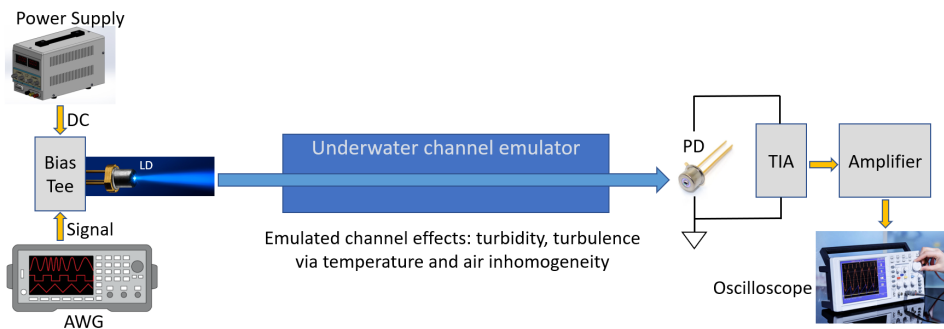 Power Supply
DC
Bias
Tee
LD
Signal
AWG
Underwater channel emulator
Emulated channel effects: turbidity, turbulence
via temperature and air inhomogeneity
PD
TIA
Amplifier
Oscilloscope